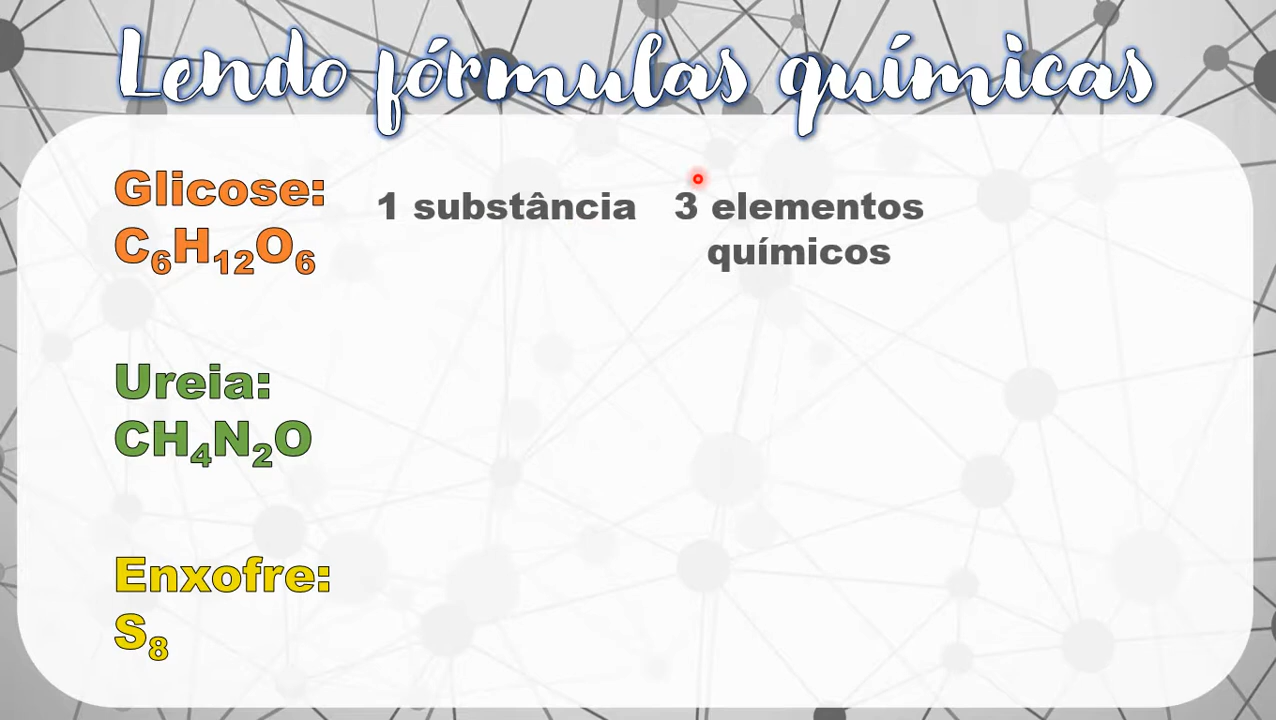 Lendo fórmulas químicas
Glicose:
C₆H₁₂O₆
1 substância
3 elementos
químicos
Ureia:
CH₄N₂O
Enxofre:
S₈